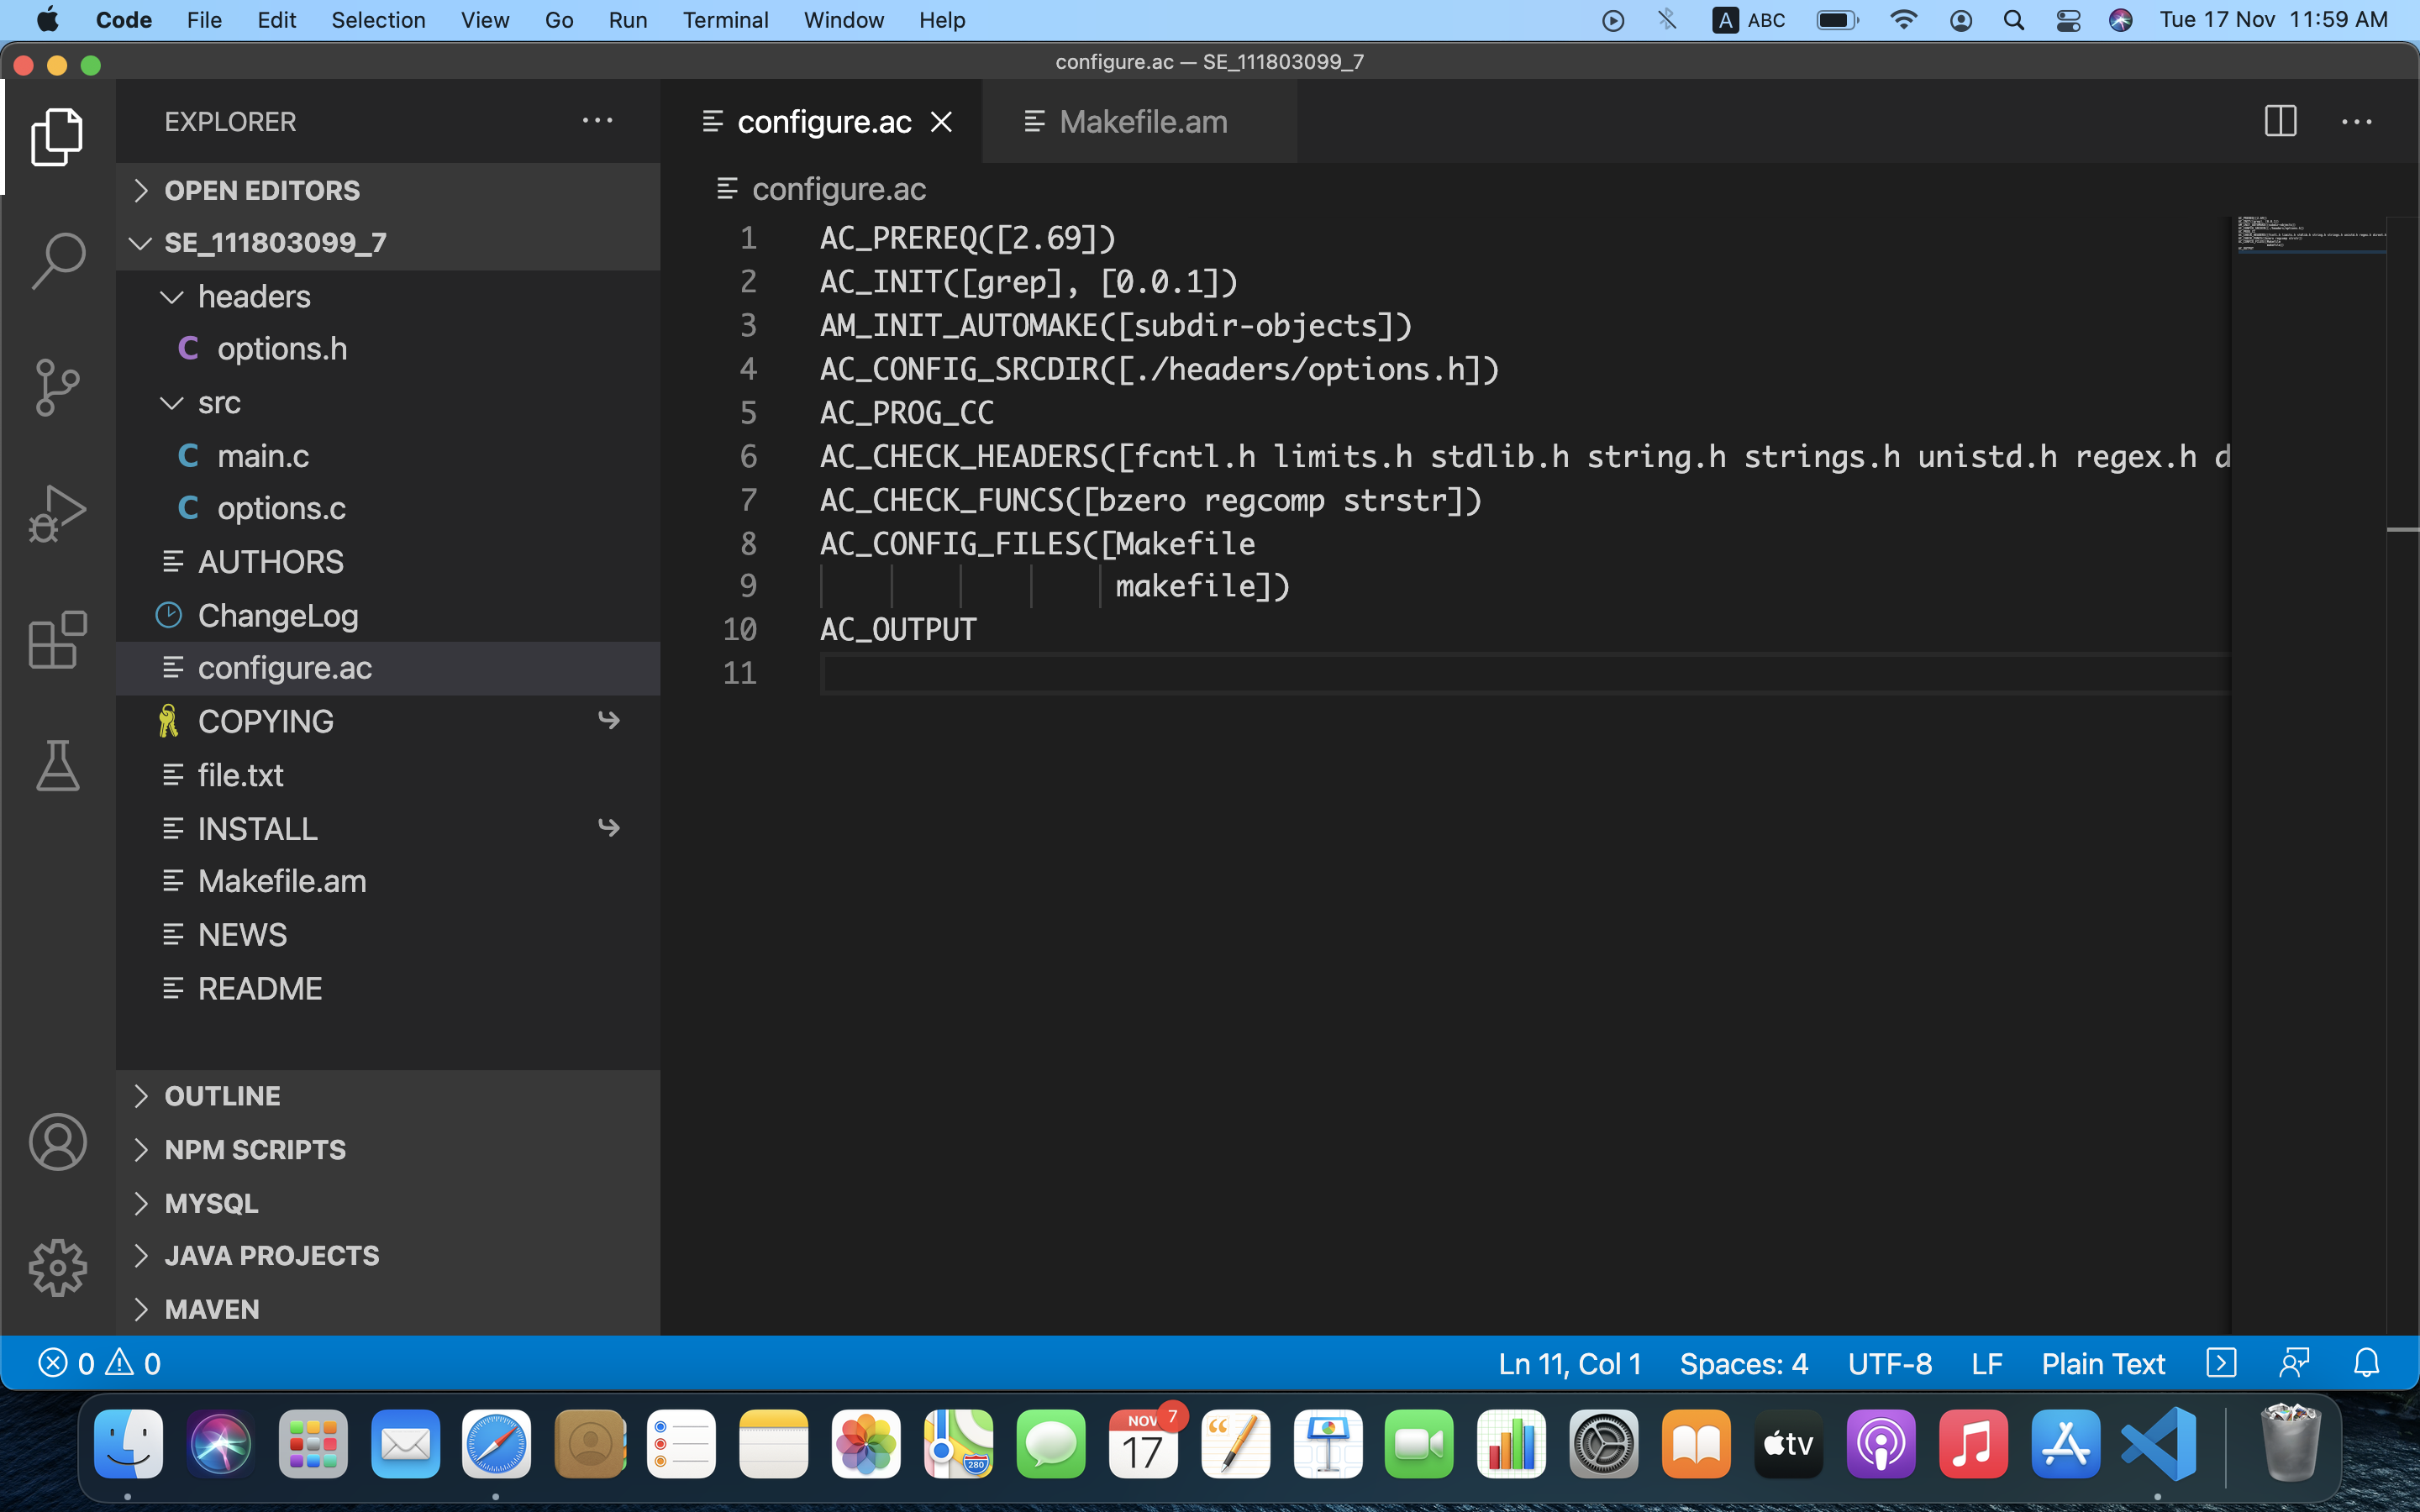 Code File Edit Selection View Go Run Terminal Window Help A ABC Tue 17 Nov 11:59 AM
configure.ac — SE_111803099_7
EXPLORER
OPEN EDITORS
SE_111803099_7
headers
C options.h
src
C main.c
C options.c
AUTHORS
ChangeLog
configure.ac
COPYING
file.txt
INSTALL
Makefile.am
NEWS
README
OUTLINE
NPM SCRIPTS
MYSQL
JAVA PROJECTS
MAVEN
configure.ac Makefile.am
configure.ac
1 AC_PREREQ([2.69])
2 AC_INIT([grep], [0.0.1])
3 AM_INIT_AUTOMAKE([subdir-objects])
4 AC_CONFIG_SRCDIR([./headers/options.h])
5 AC_PROG_CC
6 AC_CHECK_HEADERS([fcntl.h limits.h stdlib.h string.h strings.h unistd.h regex.h d
7 AC_CHECK_FUNCS([bzero regcomp strstr])
8 AC_CONFIG_FILES([Makefile
9 makefile])
10 AC_OUTPUT
11
0 0 Ln 11, Col 1 Spaces: 4 UTF-8 LF Plain Text
280
NOV 7
17
tv